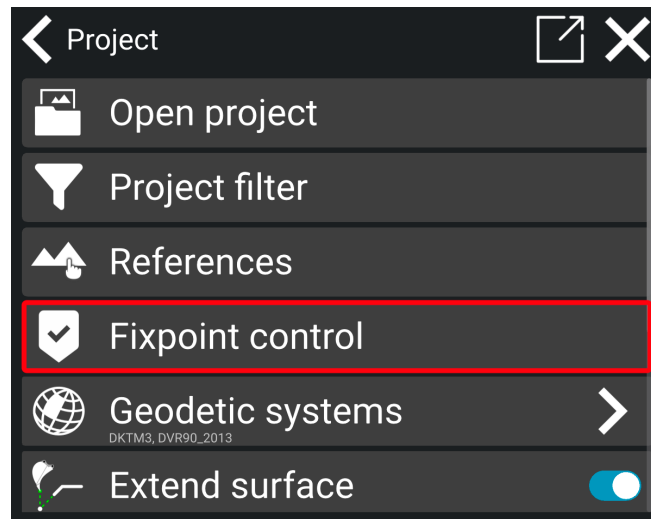 Project
Open project
Project filter
References
Fixpoint control
Geodetic systems
DKTM3, DVR90_2013
Extend surface